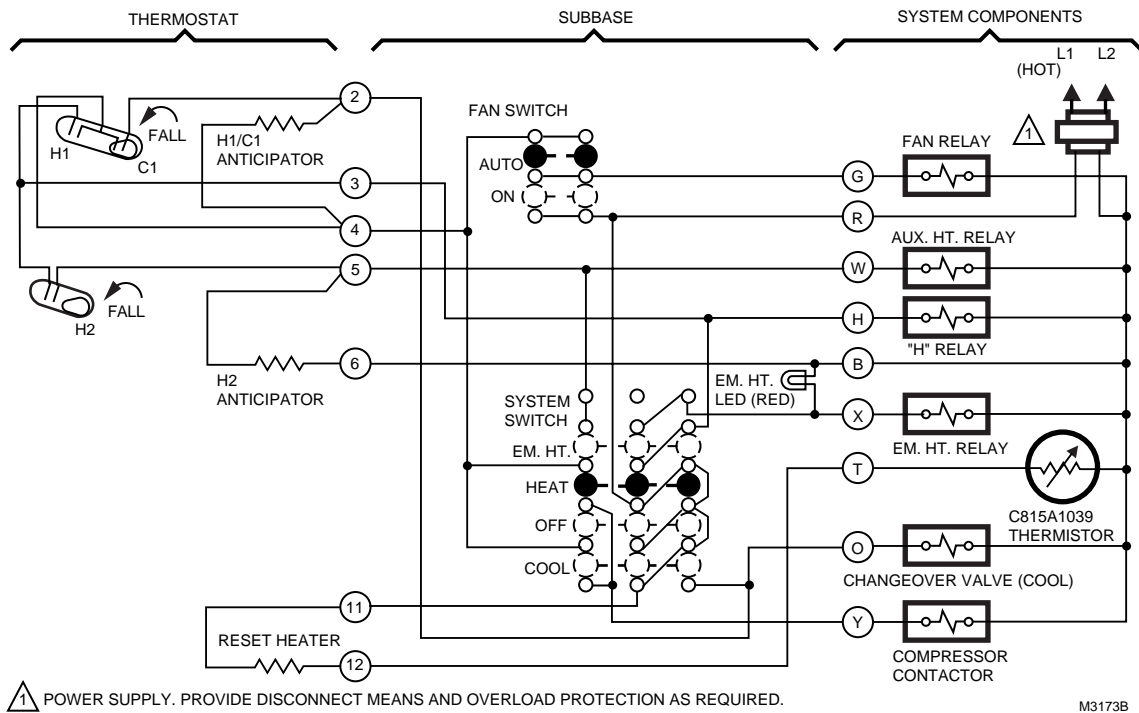 THERMOSTAT
SUBBASE
SYSTEM COMPONENTS
L1
(HOT)
L2
1
FALL
H1
C1
H1/C1
ANTICIPATOR
2
3
4
5
6
FALL
H2
H2
ANTICIPATOR
FAN SWITCH
AUTO
ON
G
FAN RELAY
R
AUX. HT. RELAY
W
H
"H" RELAY
B
EM. HT.
LED (RED)
X
EM. HT. RELAY
SYSTEM
SWITCH
EM. HT.
HEAT
OFF
COOL
T
C815A1039
THERMISTOR
O
CHANGEOVER VALVE (COOL)
Y
COMPRESSOR
CONTACTOR
11
RESET HEATER
12
1 POWER SUPPLY. PROVIDE DISCONNECT MEANS AND OVERLOAD PROTECTION AS REQUIRED.
M3173B